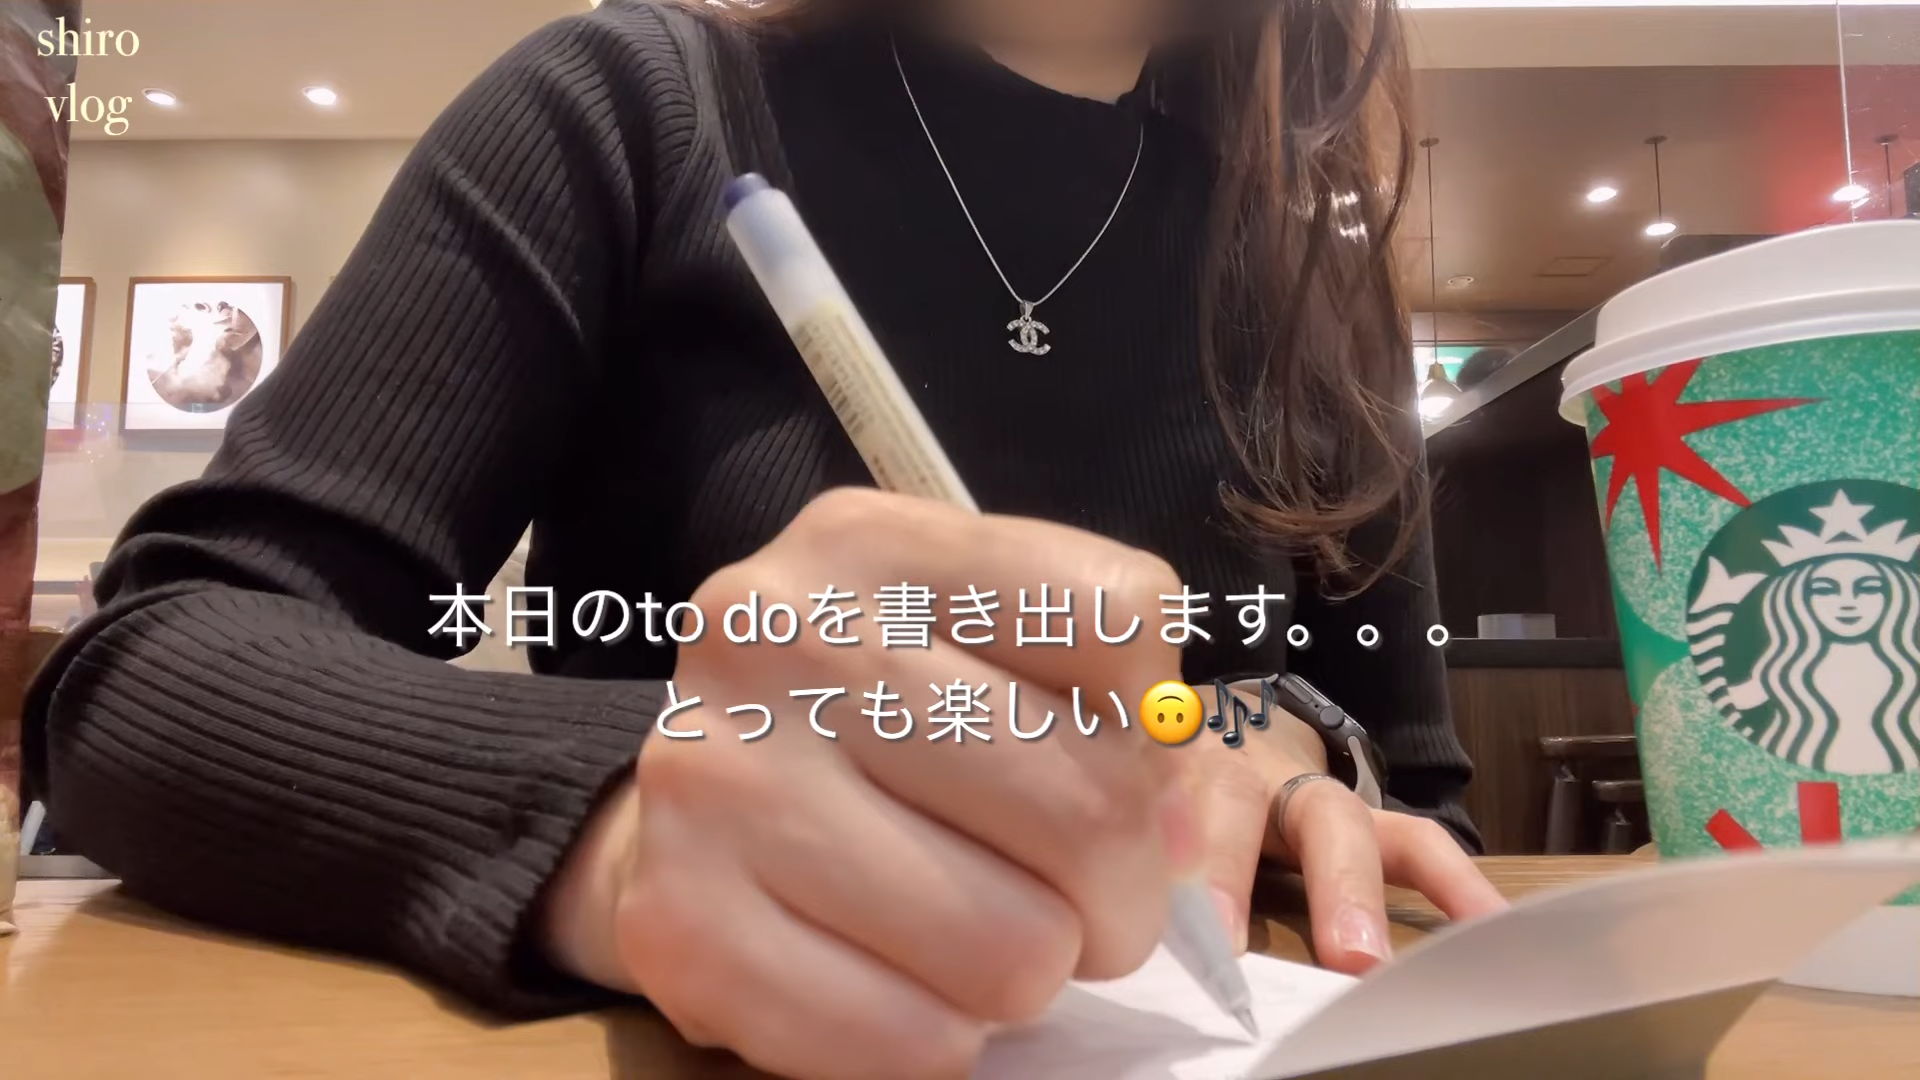 shiro
vlog
本日のto doを書き出します。。。
とっても楽しい🙃🎶